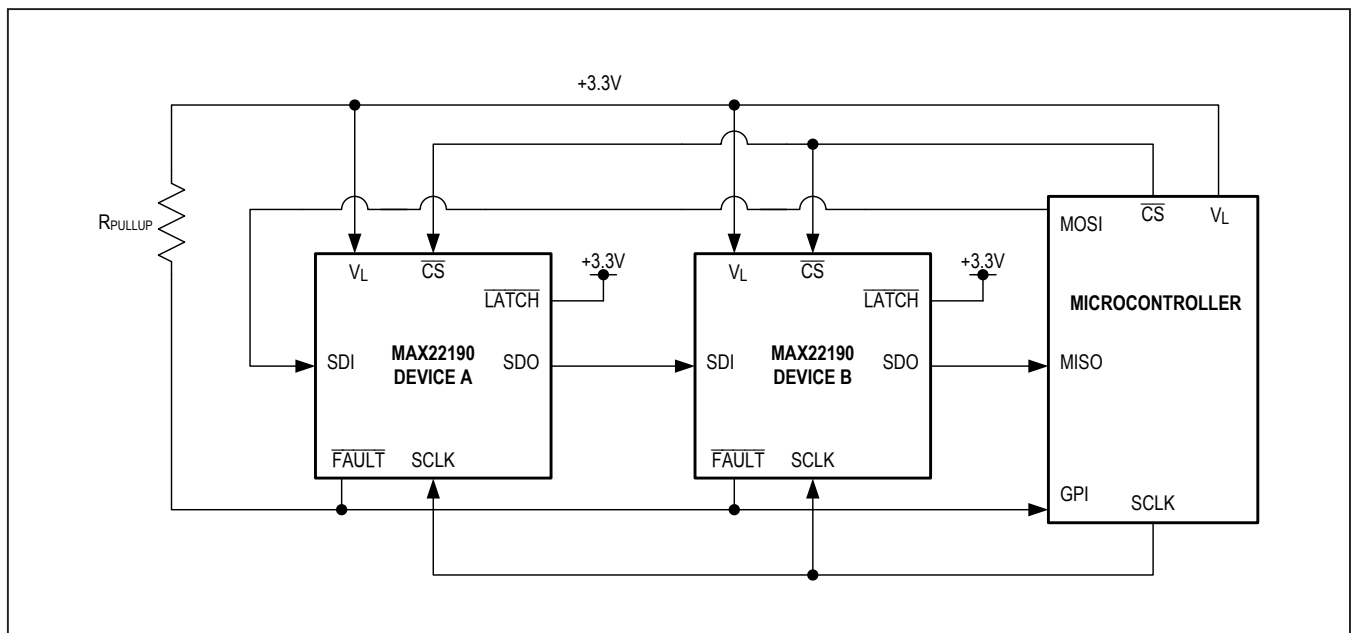 +3.3V
RPULLUP
VL
CS
+3.3V
LATCH
SDI
MAX22190
DEVICE A
SDO
FAULT
SCLK
VL
CS
+3.3V
LATCH
SDI
MAX22190
DEVICE B
SDO
FAULT
SCLK
MOSI
CS
VL
MICROCONTROLLER
MISO
GPI
SCLK